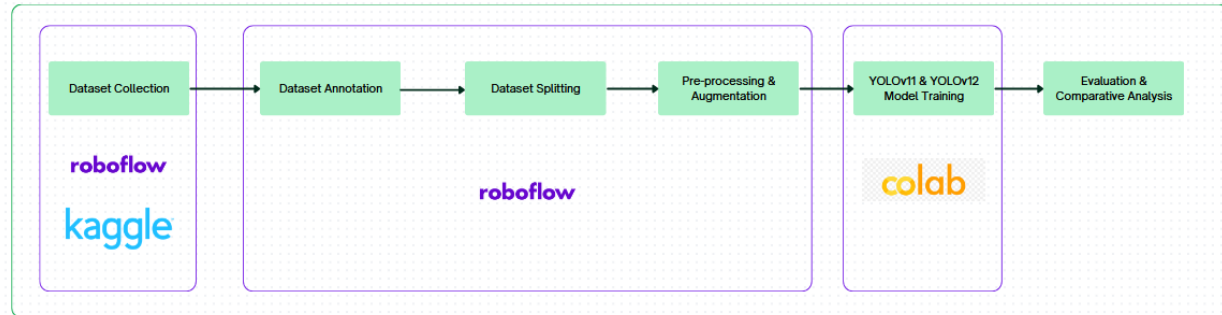 Dataset Collection
Dataset Annotation
Dataset Splitting
Pre-processing &
Augmentation
YOLOv11 & YOLOv12
Model Training
Evaluation &
Comparative Analysis
roboflow
kaggle
roboflow
colab